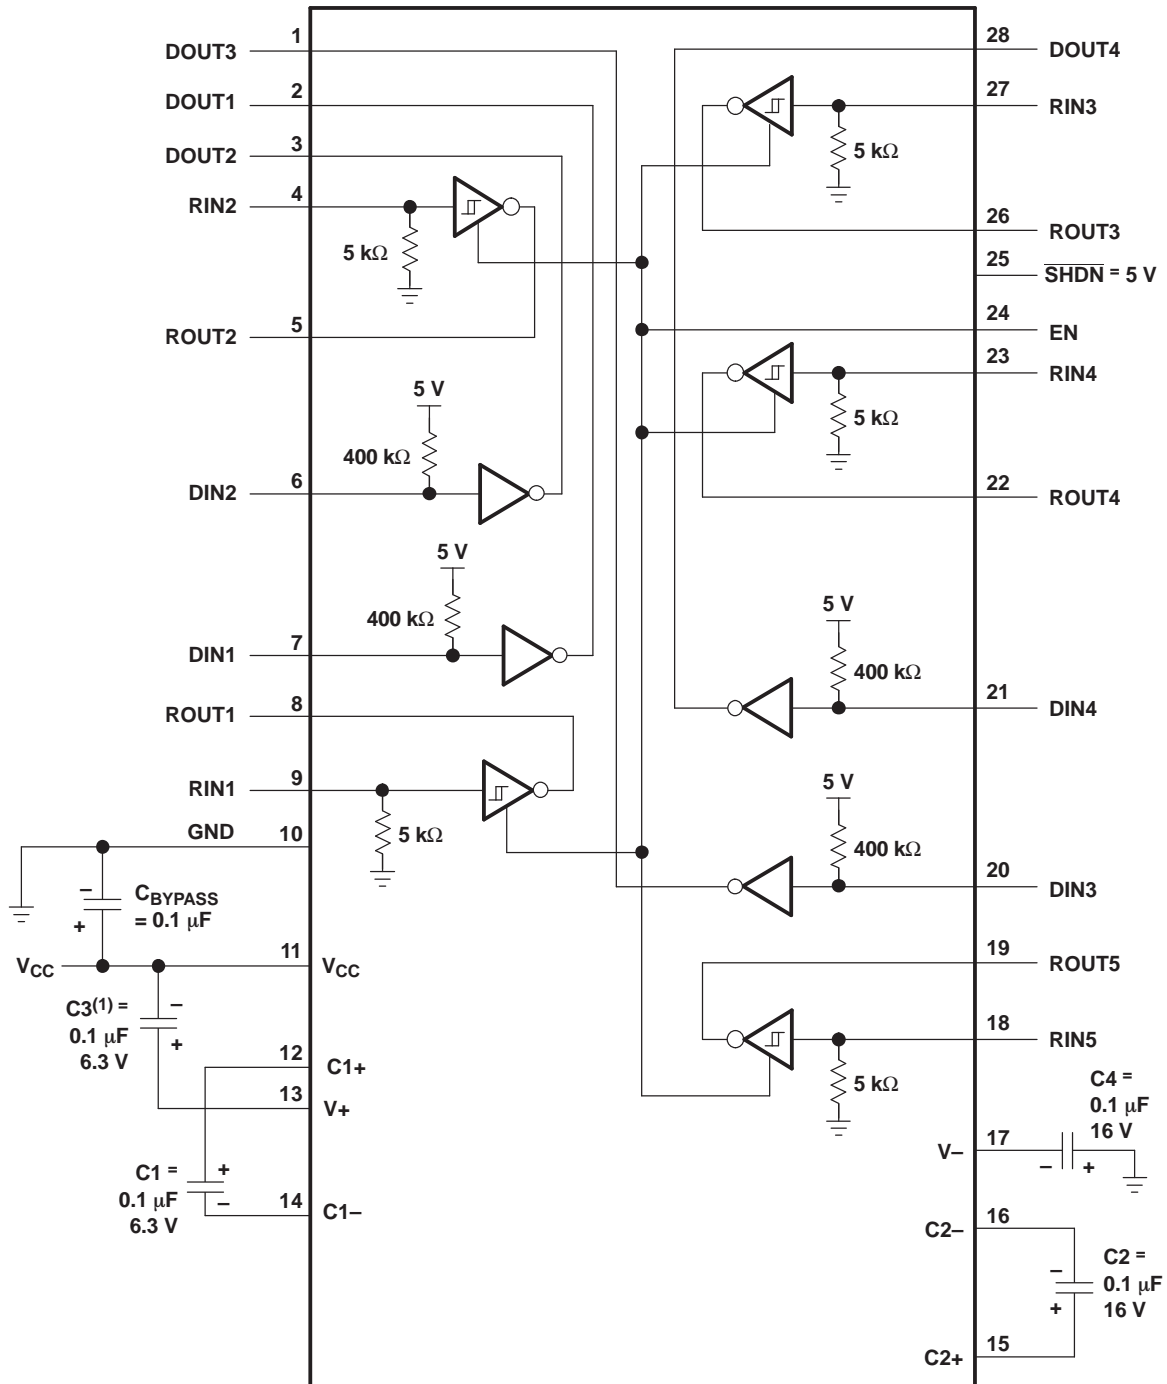 1
DOUT3
2
DOUT1
3
DOUT2
4
RIN2
5 kΩ
5
ROUT2
5 V
400 kΩ
6
DIN2
5 V
400 kΩ
7
DIN1
8
ROUT1
9
RIN1
5 kΩ
GND
10
–
CBYPASS
= 0.1 μF
+
11
VCC
VCC
C3(1) =
0.1 μF
6.3 V
–
+
12
C1+
13
V+
C1 =
0.1 μF
6.3 V
+
–
14
C1–
28
DOUT4
27
RIN3
5 kΩ
26
ROUT3
25
SHDN = 5 V
24
EN
23
RIN4
5 kΩ
22
ROUT4
5 V
400 kΩ
21
DIN4
5 V
400 kΩ
20
DIN3
19
ROUT5
18
RIN5
5 kΩ
C4 =
0.1 μF
16 V
17
V–
– +
16
C2–
–
+
C2 =
0.1 μF
16 V
15
C2+